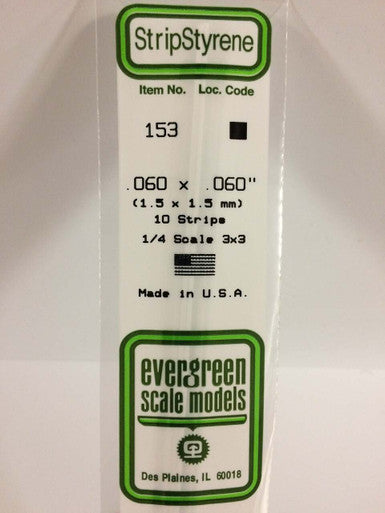 StripStyrene
Item No. Loc. Code
153
.060 x .060"
(1.5 x 1.5 mm)
10 Strips
1/4 Scale 3x3
Made in U.S.A.
evergreen
scale models
Des Plaines, IL 60018